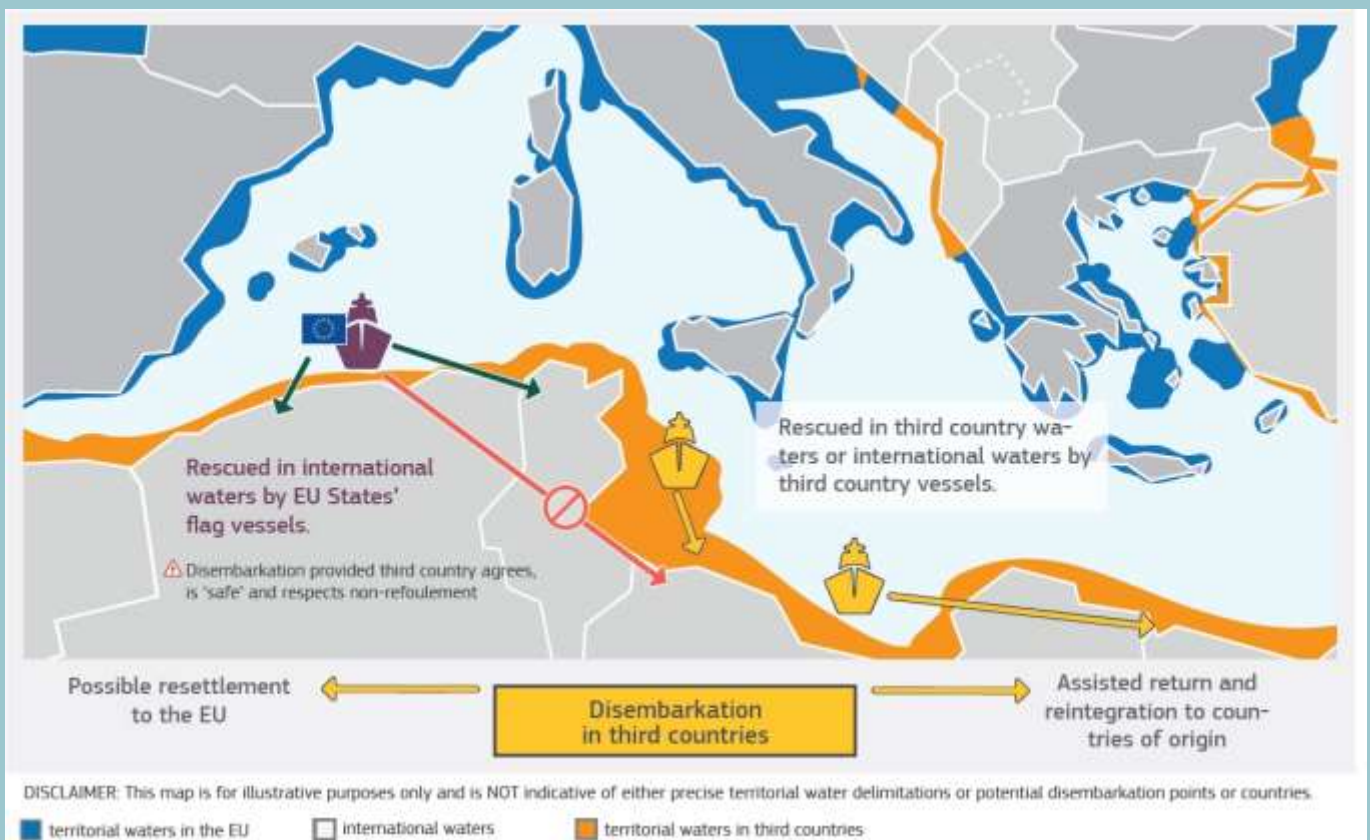 Rescued in third country wa-
ters or international waters by
third country vessels.
Rescued in international
waters by EU States'
flag vessels.
Disembarkation provided third country agrees,
is 'safe' and respects non-refoulement
Possible resettlement
to the EU
Disembarkation
in third countries
Assisted return and
reintegration to coun-
tries of origin
DISCLAIMER: This map is for illustrative purposes only and is NOT indicative of either precise territorial water delimitations or potential disembarkation points or countries.
territorial waters in the EU
international waters
territorial waters in third countries